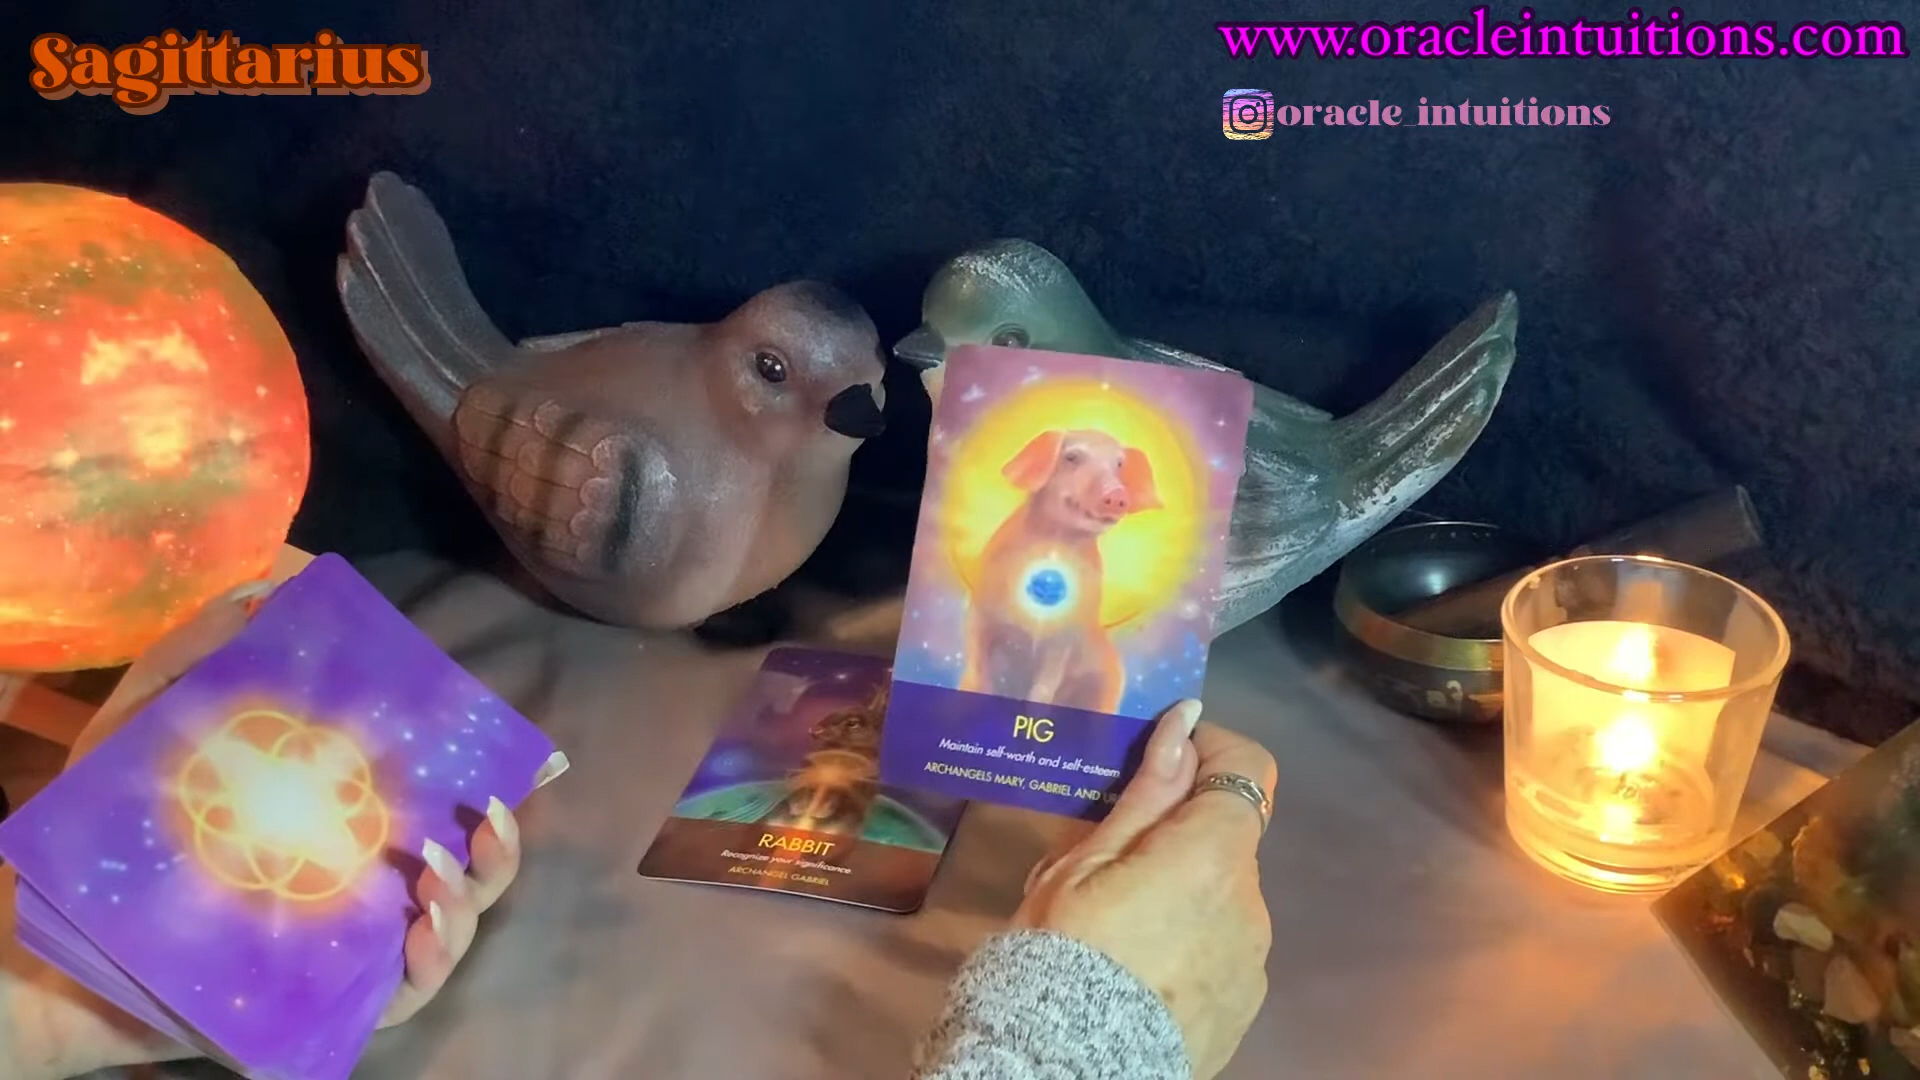 Sagittarius
www.oracleintuitions.com
oracle_intuitions
PIG
Maintain self-worth and self-esteem
ARCHANGELS MARY, GABRIEL AND
RABBIT
Recognize your significance.
ARCHANGEL GABRIEL